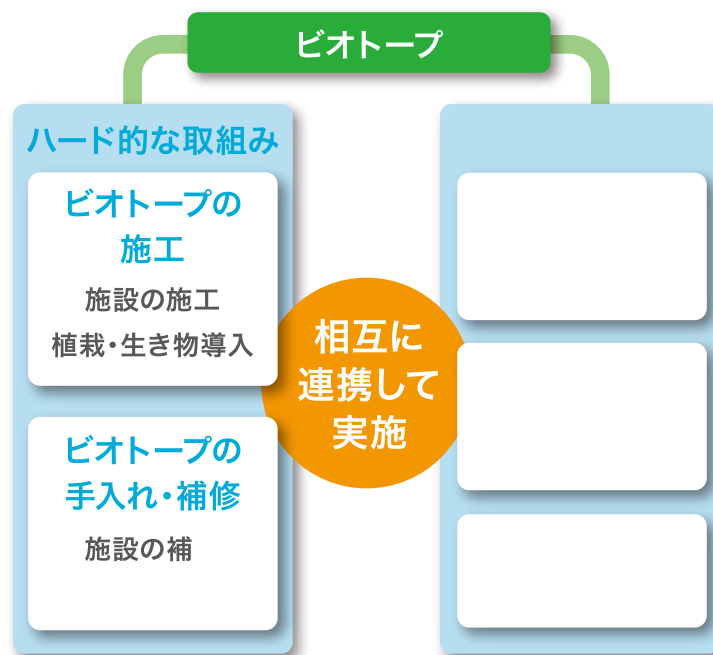 ビオトープ
ハード的な取組み
ビオトープの
施工
施設の施工
植栽・生き物導入
相互に
連携して
実施
ビオトープの
手入れ・補修
施設の補